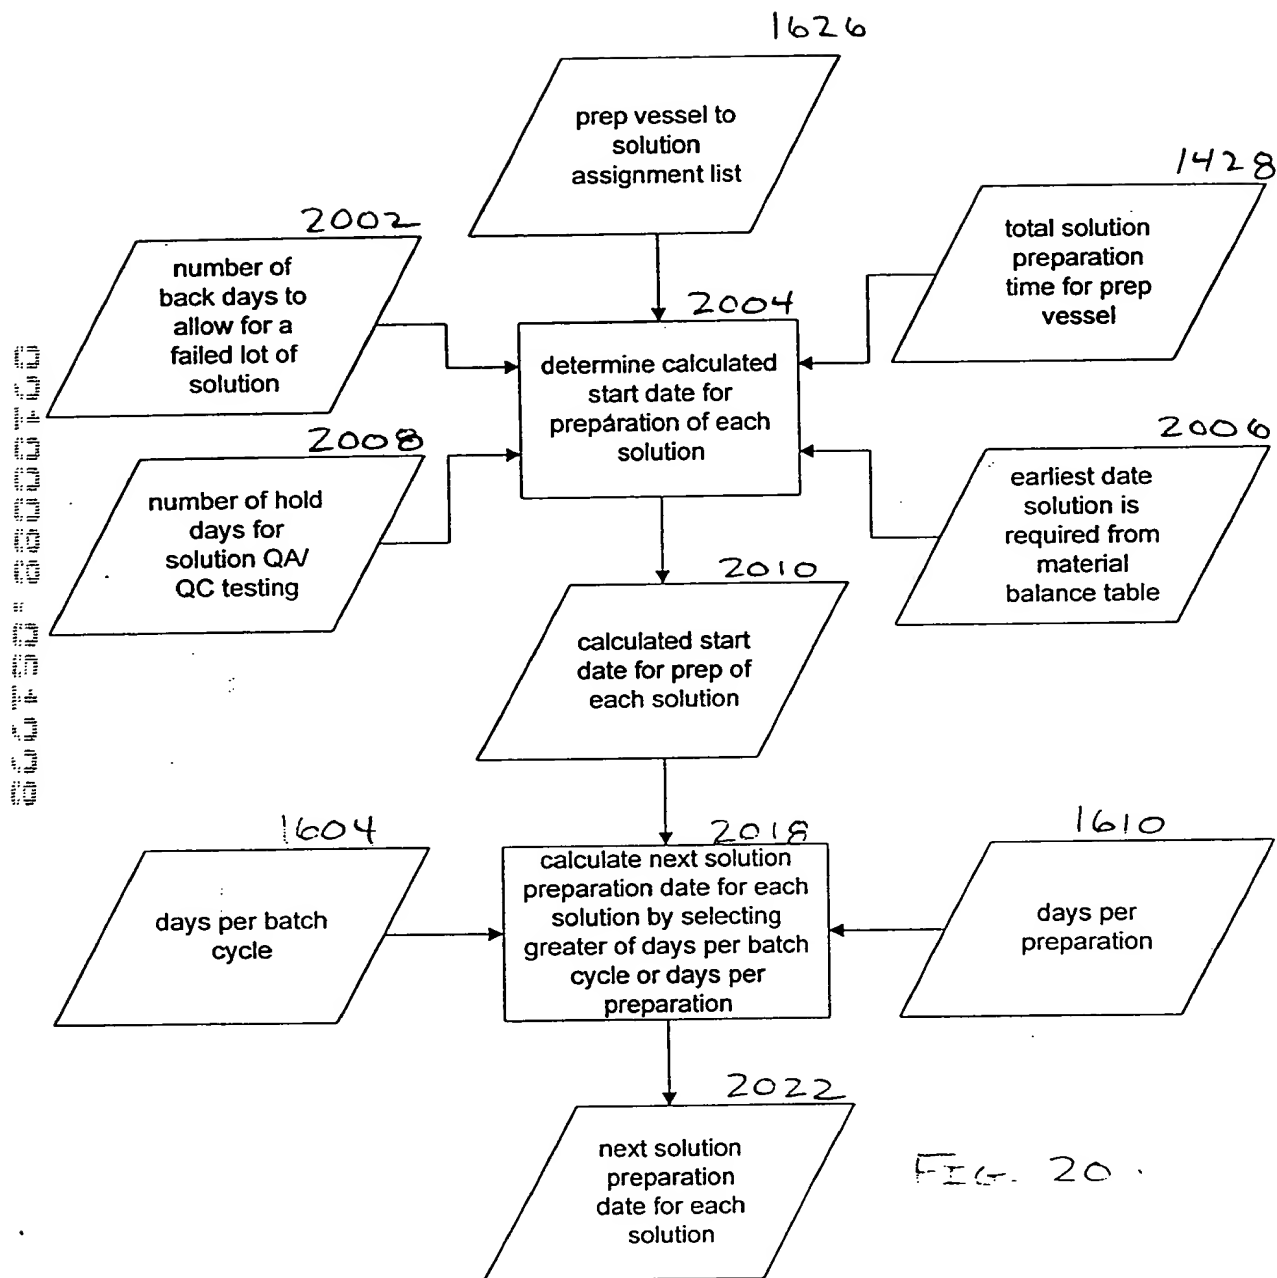 1626
prep vessel to
solution
assignment list
1428
total solution
preparation
time for prep
vessel
2002
number of
back days to
allow for a
failed lot of
solution
2004
determine calculated
start date for
preparation of each
solution
2008
number of hold
days for
solution QA/
QC testing
2006
earliest date
solution is
required from
material
balance table
2010
calculated start
date for prep of
each solution
1604
days per batch
cycle
2018
calculate next solution
preparation date for each
solution by selecting
greater of days per batch
cycle or days per
preparation
1610
days per
preparation
2022
next solution
preparation
date for each
solution
FIG. 20